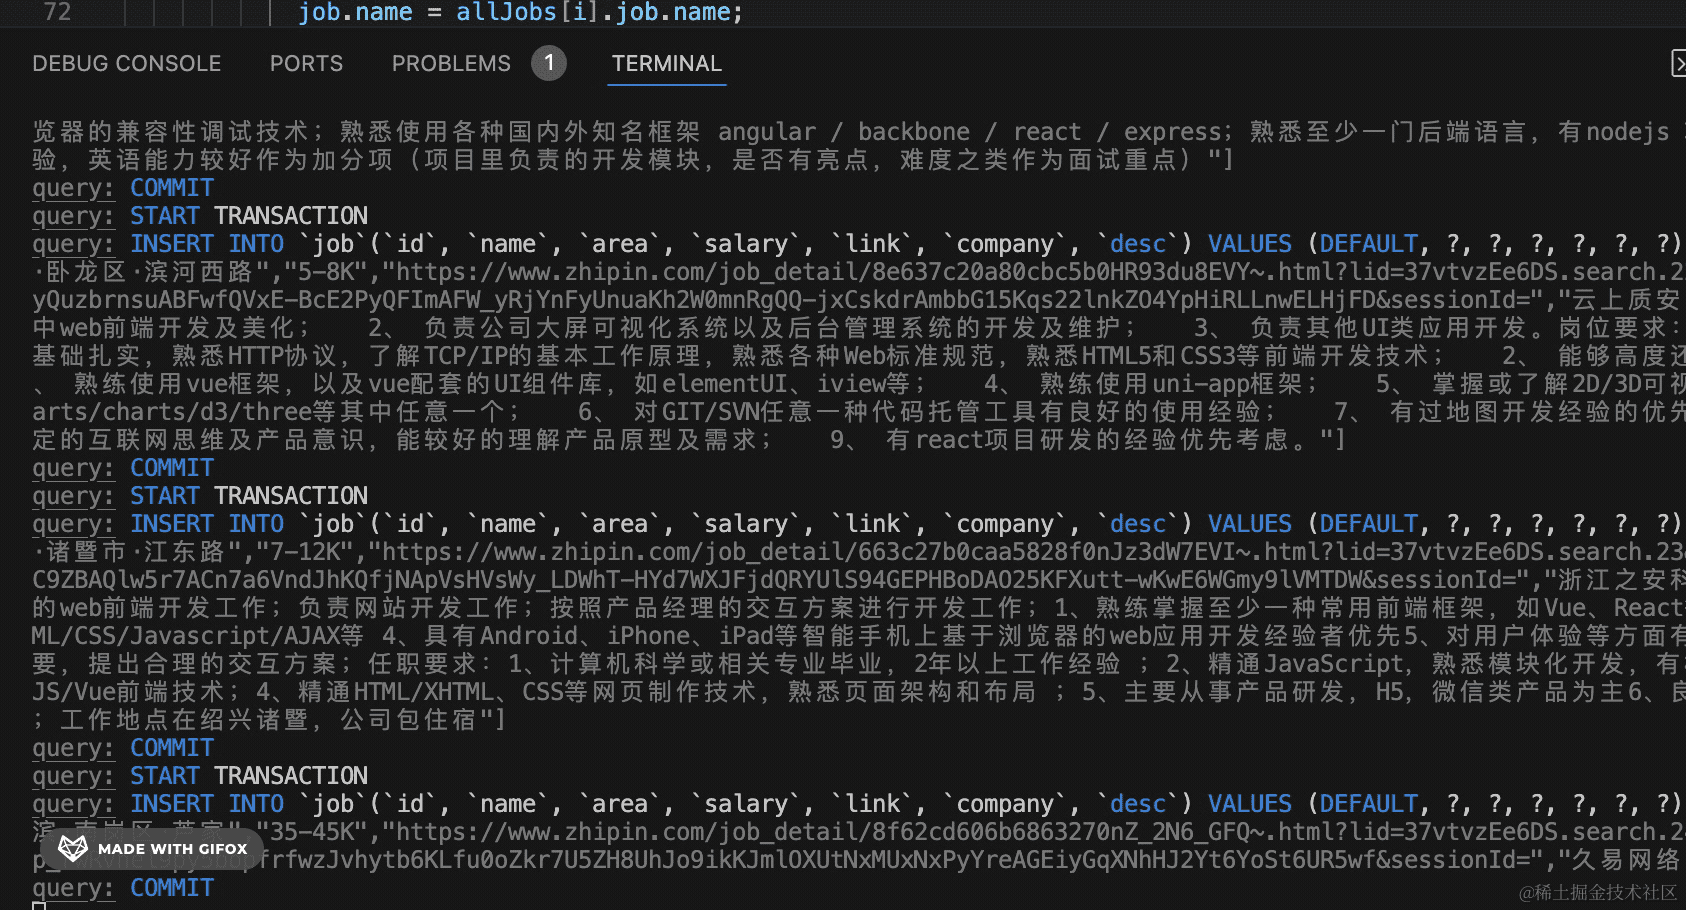 72 job.name = allJobs[i].job.name;
DEBUG CONSOLE PORTS PROBLEMS 1 TERMINAL
览器的兼容性调试技术；熟悉使用各种国内外知名框架 angular / backbone / react / express；熟悉至少一门后端语言，有nodejs
验，英语能力较好作为加分项（项目里负责的开发模块，是否有亮点，难度之类作为面试重点）"]
query: COMMIT
query: START TRANSACTION
query: INSERT INTO `job`(`id`, `name`, `area`, `salary`, `link`, `company`, `desc`) VALUES (DEFAULT, ?, ?, ?, ?, ?, ?)
·卧龙区·滨河西路","5-8K","https://www.zhipin.com/job_detail/8e637c20a80cbc5b0HR93du8EVY~.html?lid=37vtvzEe6DS.search.2
yQuzbrnsuABFwfQVxE-BcE2PyQFImAFW_yRjYnFyUnuaKh2W0mnRgQQ-jxCskdrAmbbG15Kqs22lnkZO4YpHiRLLnwELHjFD&sessionId=","云上质安
中web前端开发及美化； 2、 负责公司大屏可视化系统以及后台管理系统的开发及维护； 3、 负责其他UI类应用开发。岗位要求：
基础扎实，熟悉HTTP协议，了解TCP/IP的基本工作原理，熟悉各种Web标准规范，熟悉HTML5和CSS3等前端开发技术； 2、 能够高度还
、 熟练使用vue框架，以及vue配套的UI组件库，如elementUI、iview等； 4、 熟练使用uni-app框架； 5、 掌握或了解2D/3D可视
arts/charts/d3/three等其中任意一个； 6、 对GIT/SVN任意一种代码托管工具具有良好的使用经验； 7、 有过地图开发经验的优先
定的互联网思维及产品意识，能较好的理解产品原型及需求； 9、 有react项目研发的经验优先考虑。"]
query: COMMIT
query: START TRANSACTION
query: INSERT INTO `job`(`id`, `name`, `area`, `salary`, `link`, `company`, `desc`) VALUES (DEFAULT, ?, ?, ?, ?, ?, ?)
·诸暨市·江东路","7-12K","https://www.zhipin.com/job_detail/663c27b0caa5828f0nJz3dW7EVI~.html?lid=37vtvzEe6DS.search.23
C9ZBAQlw5r7ACn7a6VndJhKQfjNApVsHVsWy_LDWhT-HYd7WXJFjdQRYUlS94GEPHBoDAO25KFXutt-wKwE6WGmy9lVMTDW&sessionId=","浙江之安科
的web前端开发工作；负责网站开发工作；按照产品经理的交互方案进行开发工作；1、熟练掌握至少一种常用前端框架，如Vue、React
ML/CSS/Javascript/AJAX等 4、具有Android、iPhone、iPad等智能手机上基于浏览器的web应用开发经验者优先5、对用户体验等方面有
要，提出合理的交互方案；任职要求：1、计算机科学或相关专业毕业，2年以上工作经验 ；2、精通JavaScript，熟悉模块化开发，有
JS/Vue前端技术；4、精通HTML/XHTML、CSS等网页制作技术，熟悉页面架构和布局 ；5、主要从事产品研发，H5，微信类产品为主6、良
；工作地点在绍兴诸暨，公司包住宿"]
query: COMMIT
query: START TRANSACTION
query: INSERT INTO `job`(`id`, `name`, `area`, `salary`, `link`, `company`, `desc`) VALUES (DEFAULT, ?, ?, ?, ?, ?, ?)
滨 "35-45K","https://www.zhipin.com/job_detail/8f62cd606b6863270nZ_2N6_GFQ~.html?lid=37vtvzEe6DS.search.24
MADE WITH GIFOX
frfwzJvhytb6KLfu0oZkr7U5ZH8UhJo9ikKJmlOXUtNxMUxNxPyYreAGEiyGqXNhHJ2Yt6YoSt6UR5wf&sessionId=","久易网络
query: COMMIT
@稀土掘金技术社区